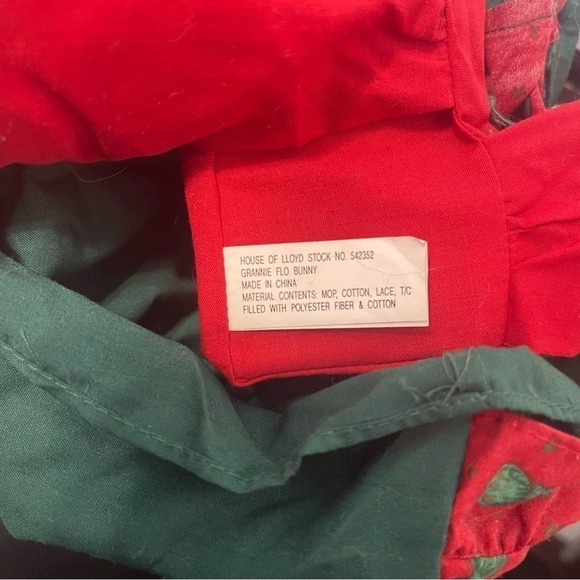 HOUSE OF LLOYD STOCK NO. 542352
GRANNIE FLO BUNNY
MADE IN CHINA
MATERIAL CONTENTS: MOP, COTTON, LACE, T/C
FILLED WITH POLYESTER FIBER & COTTON